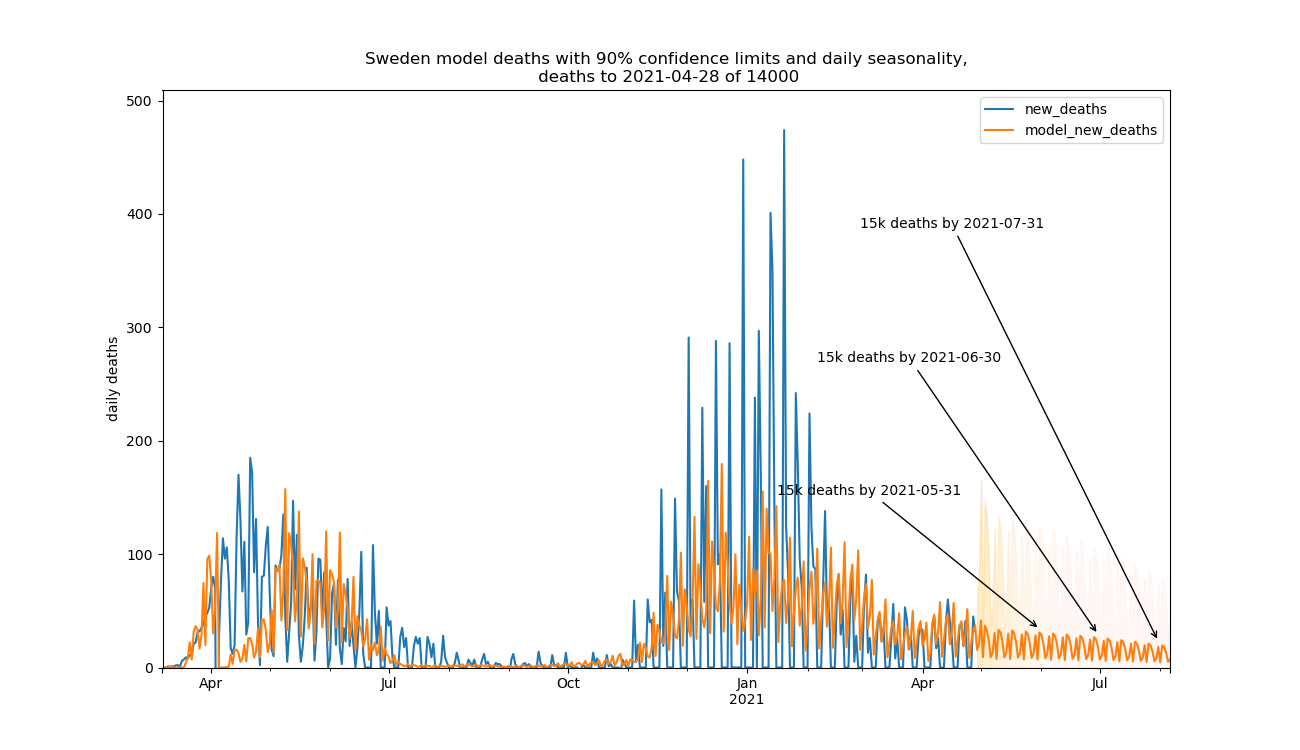 Sweden model deaths with 90% confidence limits and daily seasonality,
deaths to 2021-04-28 of 14000
500
400
300
200
100
0
daily deaths
new_deaths
model_new_deaths
15k deaths by 2021-07-31
15k deaths by 2021-06-30
15k deaths by 2021-05-31
Apr
Jul
Oct
Jan
2021
Apr
Jul